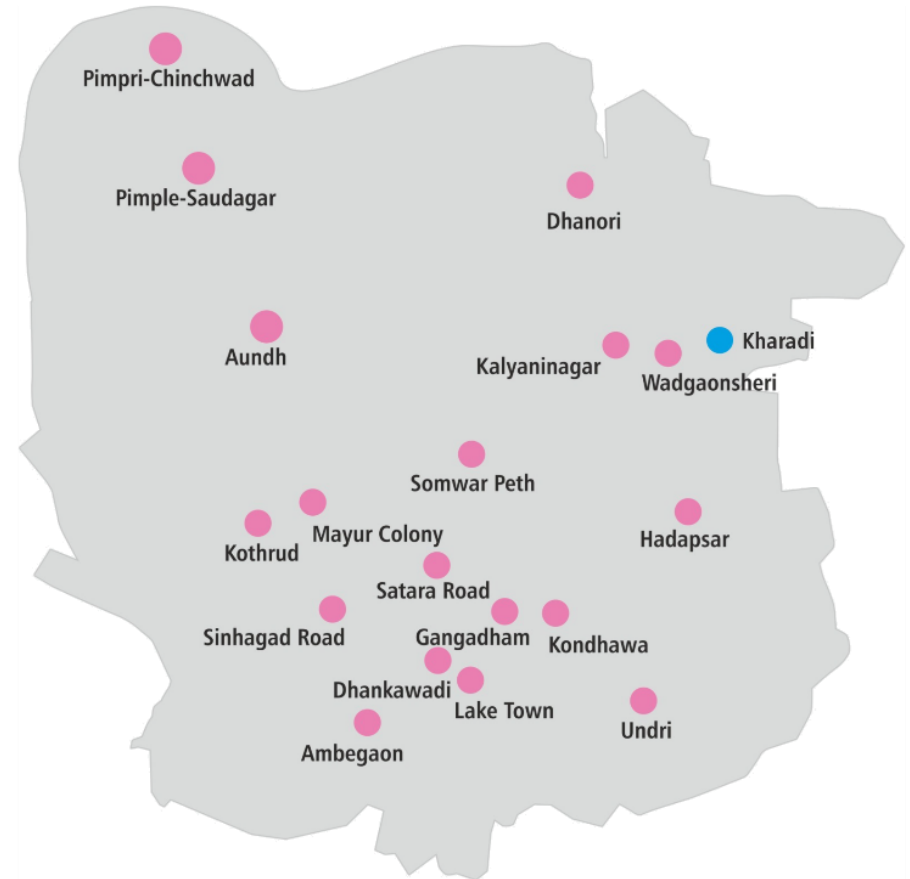 Pimpri-Chinchwad
Pimple-Saudagar
Dhanori
Aundh
Kalyaninagar
Kharadi
Wadgaonsheri
Somwar Peth
Mayur Colony
Kothrud
Hadapsar
Satara Road
Sinhagad Road
Gangadham
Kondhawa
Dhankawadi
Lake Town
Undri
Ambegaon